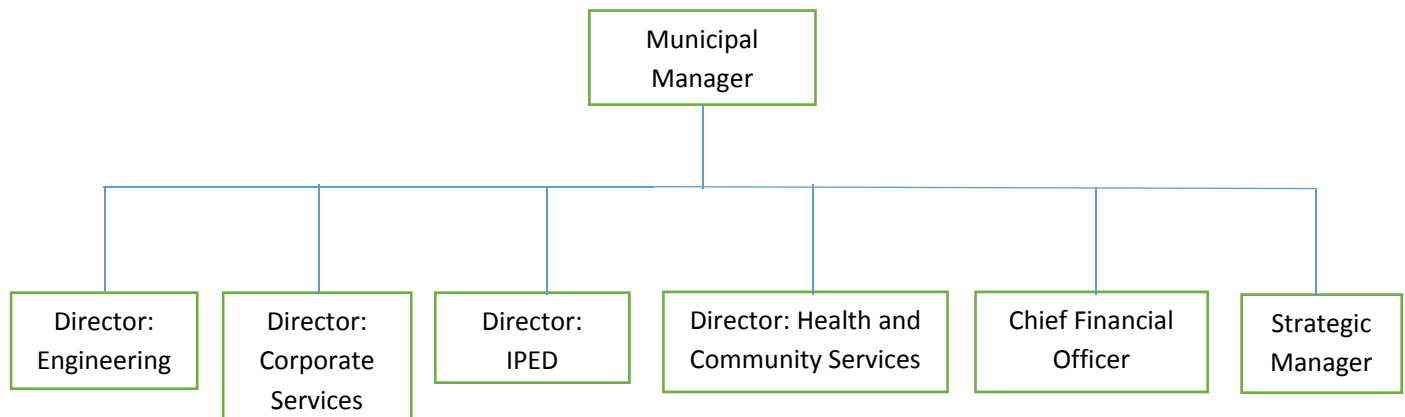 Municipal
Manager
Director:
Engineering
Director:
Corporate
Services
Director:
IPED
Director: Health and
Community Services
Chief Financial
Officer
Strategic
Manager